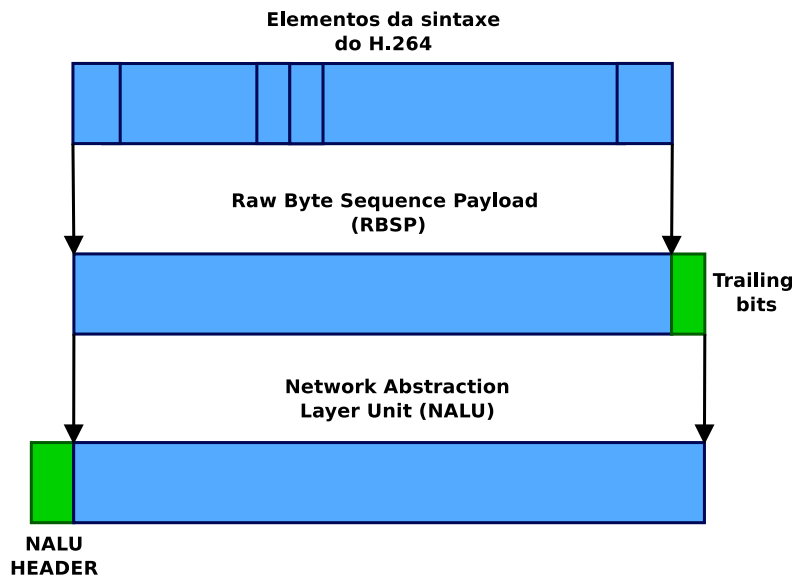 Elementos da sintaxe
do H.264
Raw Byte Sequence Payload
(RBSP)
Trailing
bits
Network Abstraction
Layer Unit (NALU)
NALU
HEADER